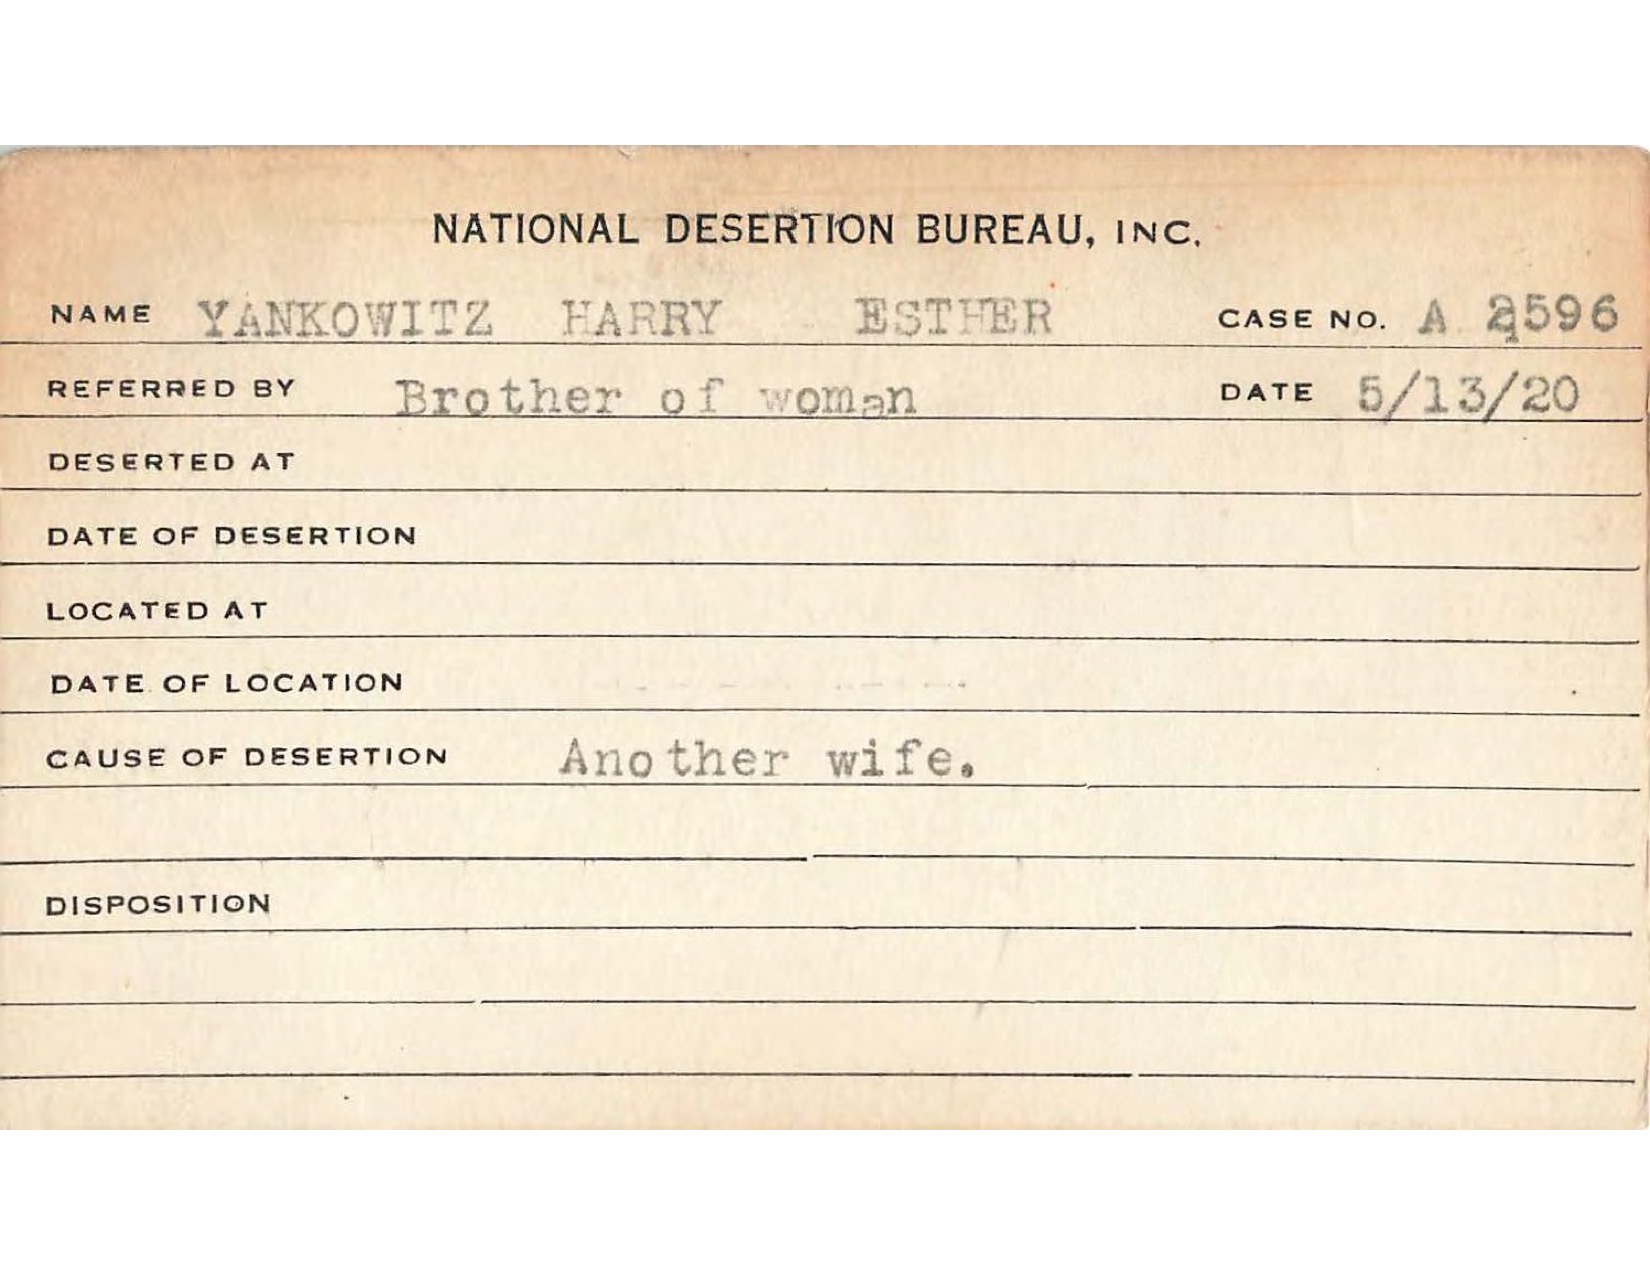 NATIONAL DESERTION BUREAU, INC.
NAME YANKOWITZ HARRY ESTHER CASE NO. A 2596
REFERRED BY Brother of woman DATE 5/13/20
DESERTED AT
DATE OF DESERTION
LOCATED AT
DATE OF LOCATION
CAUSE OF DESERTION Another wife.
DISPOSITION